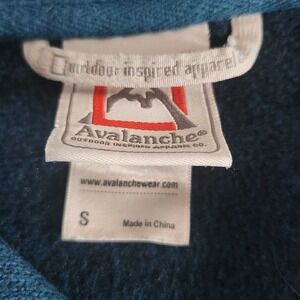 outdoor inspired apparel
Avalanche®
OUTDOOR INSPIRED APPAREL CO.
www.avalanchewear.com
S
Made in China